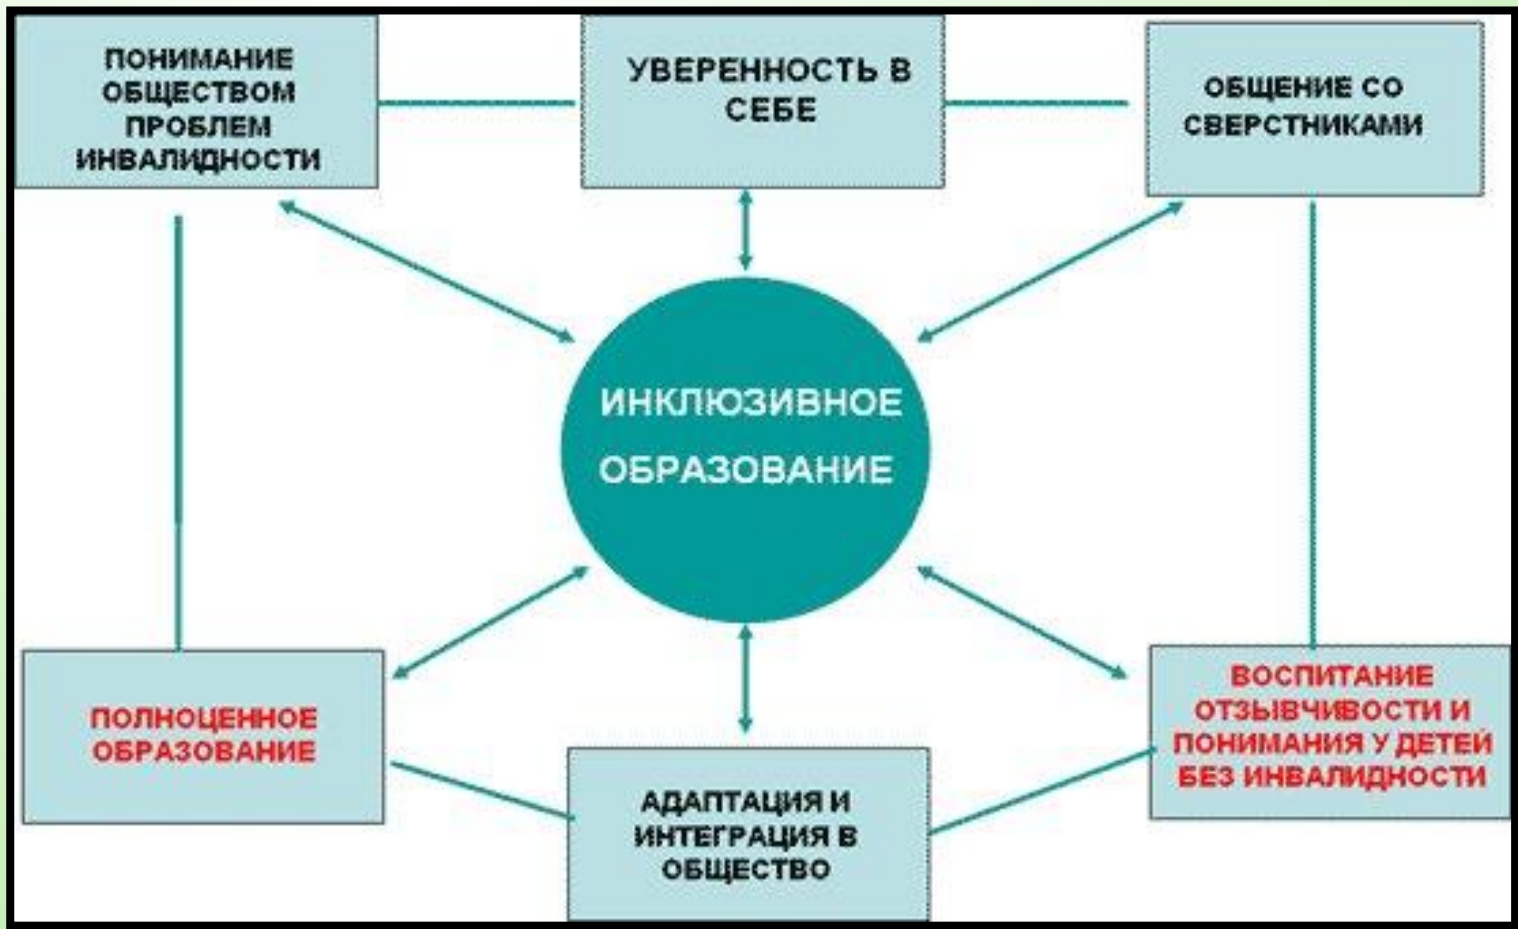 ПОНИМАНИЕ
ОБЩЕСТВОМ
ПРОБЛЕМ
ИНВАЛИДНОСТИ
УВЕРЕННОСТЬ В
СЕБЕ
ОБЩЕНИЕ СО
СВЕРСТНИКАМИ
ИНКЛЮЗИВНОЕ
ОБРАЗОВАНИЕ
ПОЛНОЦЕННОЕ
ОБРАЗОВАНИЕ
АДАПТАЦИЯ И
ИНТЕГРАЦИЯ В
ОБЩЕСТВО
ВОСПИТАНИЕ
ОТЗЫВЧИВОСТИ И
ПОНИМАНИЯ У ДЕТЕЙ
БЕЗ ИНВАЛИДНОСТИ